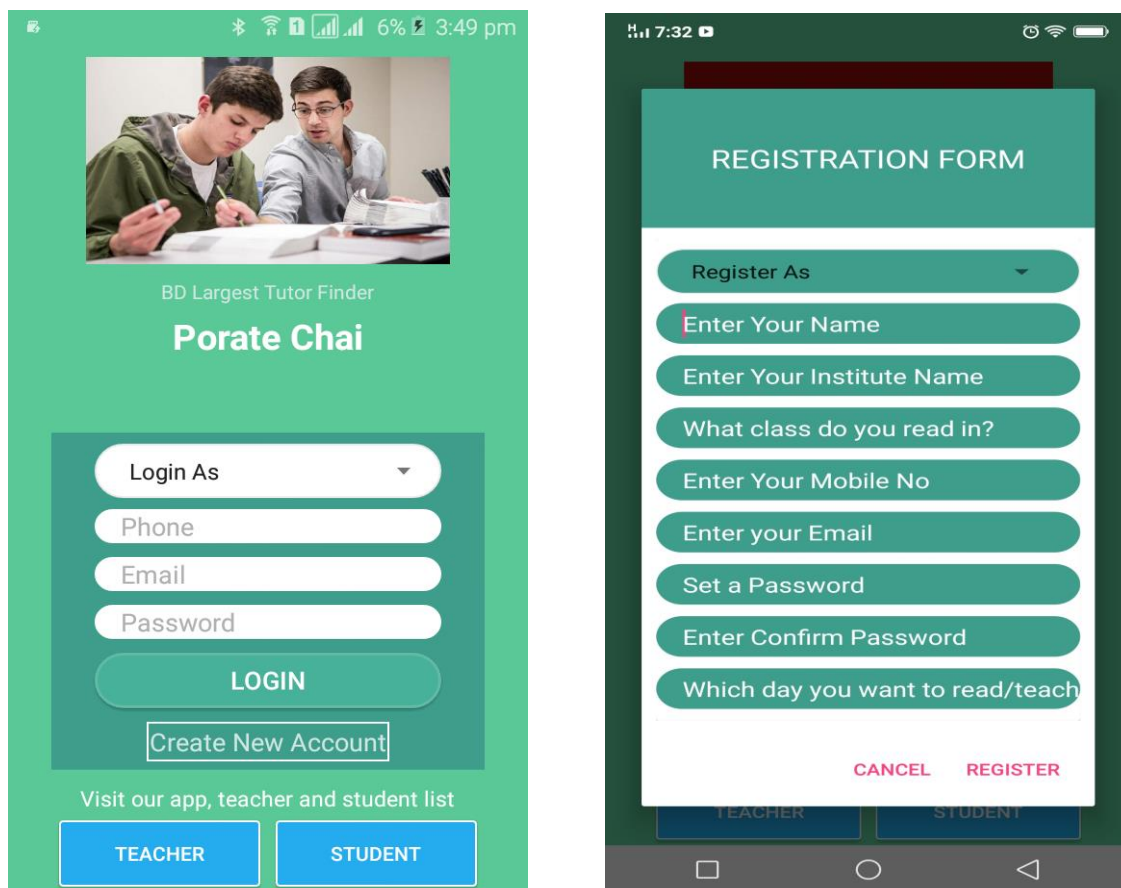 1 6% 3:49 pm
BD Largest Tutor Finder
Porate Chai
Login As
Phone
Email
Password
LOGIN
Create New Account
Visit our app, teacher and student list
TEACHER STUDENT
H 7:32
REGISTRATION FORM
Register As
Enter Your Name
Enter Your Institute Name
What class do you read in?
Enter Your Mobile No
Enter your Email
Set a Password
Enter Confirm Password
Which day you want to read/teach
CANCEL REGISTER
TEACHER STUDENT